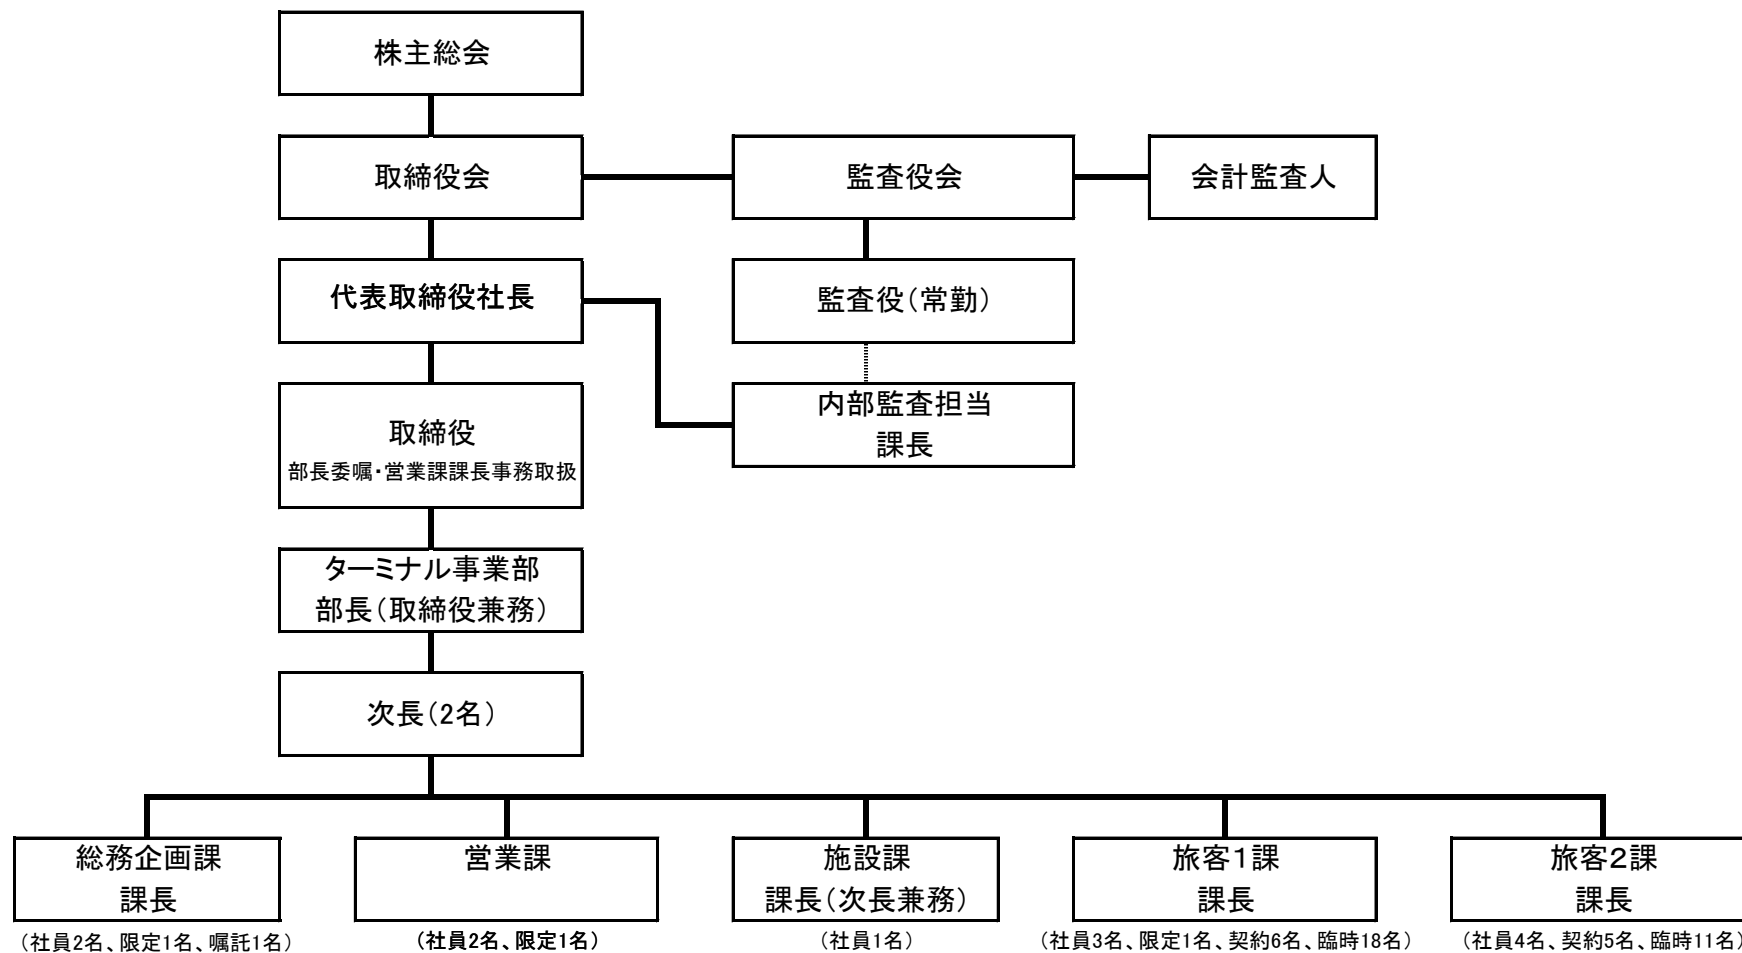 株主総会
取締役会
監査役会
会計監査人
代表取締役社長
監査役（常勤）
取締役
部長委嘱・営業課課長事務取扱
内部監査担当
課長
ターミナル事業部
部長（取締役兼務）
次長（2名）
総務企画課
課長
（社員2名、限定1名、嘱託1名）
営業課
（社員2名、限定1名）
施設課
課長（次長兼務）
（社員1名）
旅客１課
課長
（社員3名、限定1名、契約6名、臨時18名）
旅客２課
課長
（社員4名、契約5名、臨時11名）